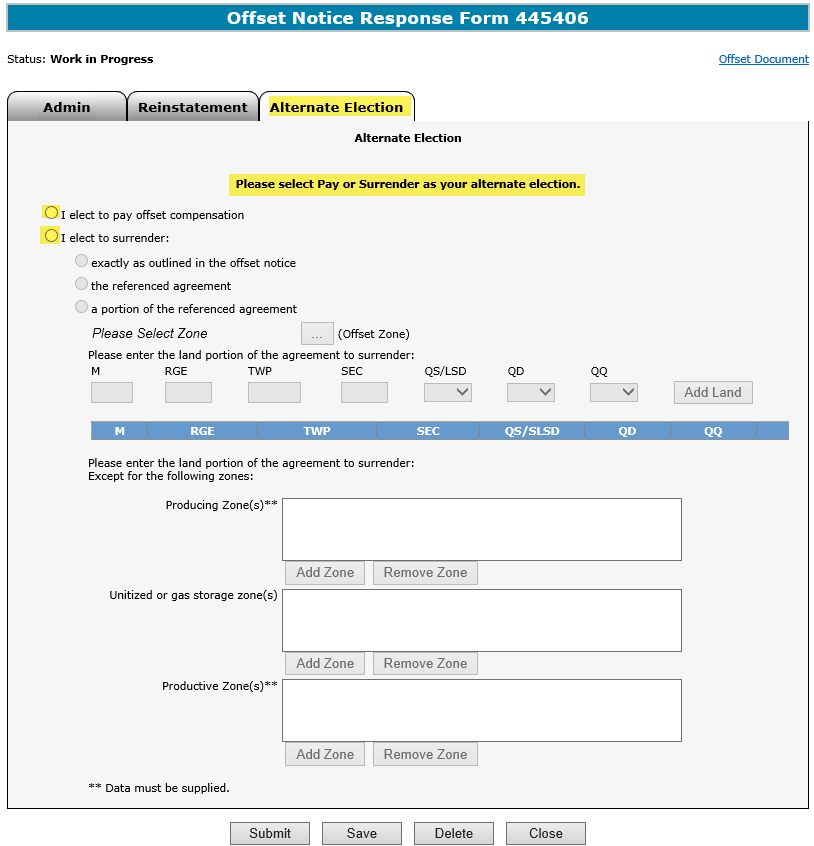 Offset Notice Response Form 445406
Status: Work in Progress
Offset Document
Admin Reinstatement Alternate Election
Alternate Election
Please select Pay or Surrender as your alternate election.
I elect to pay offset compensation
I elect to surrender:
exactly as outlined in the offset notice
the referenced agreement
a portion of the referenced agreement
Please Select Zone ... (Offset Zone)
Please enter the land portion of the agreement to surrender:
M RGE TWP SEC QS/LSD QD QQ
Add Land
M RGE TWP SEC QS/SLSD QD QQ
Please enter the land portion of the agreement to surrender:
Except for the following zones:
Producing Zone(s)**
Add Zone Remove Zone
Unitized or gas storage zone(s)
Add Zone Remove Zone
Productive Zone(s)**
Add Zone Remove Zone
** Data must be supplied.
Submit Save Delete Close